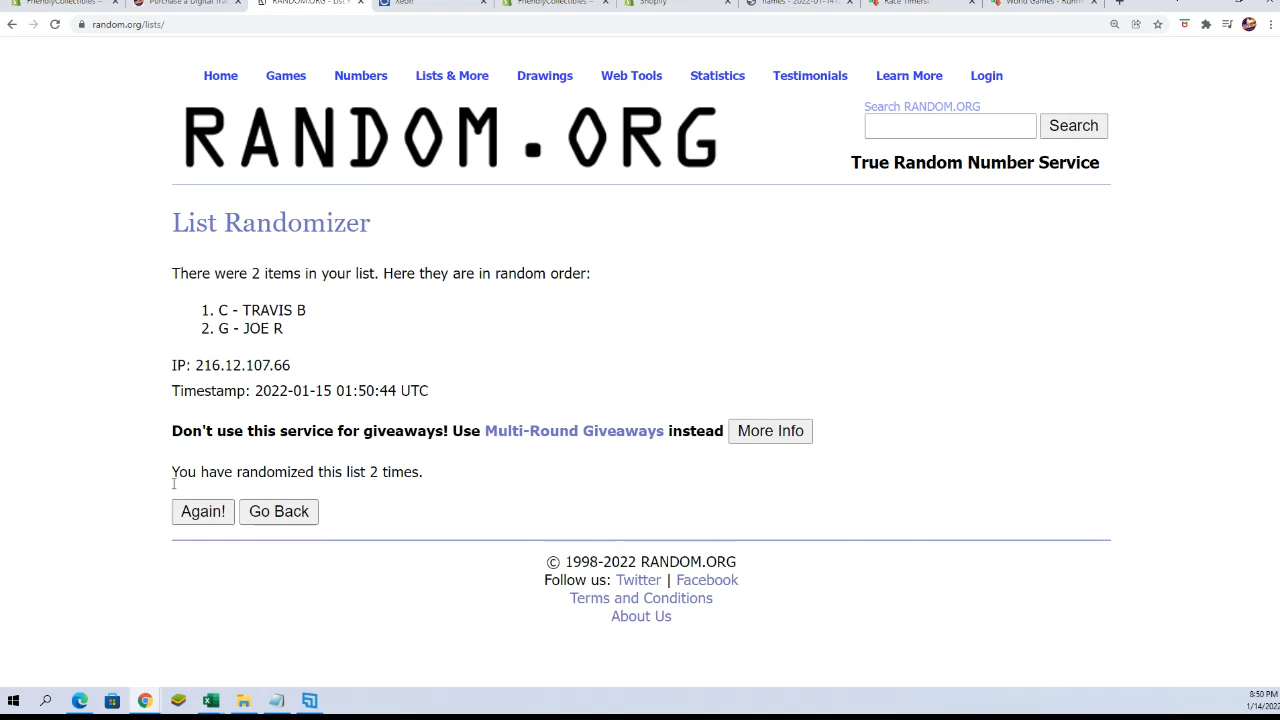 FriendlyCollectibles –
Purchase a Digital
RANDOM.ORG - List
Xeon
FriendlyCollectibles –
Shopify
names - 2022-01-14
Race Timers!
World Games - Runni
random.org/lists/
Home Games Numbers Lists & More Drawings Web Tools Statistics Testimonials Learn More Login
RANDOM.ORG
Search RANDOM.ORG
Search
True Random Number Service
List Randomizer
There were 2 items in your list. Here they are in random order:
1. C - TRAVIS B
2. G - JOE R
IP: 216.12.107.66
Timestamp: 2022-01-15 01:50:44 UTC
Don't use this service for giveaways! Use Multi-Round Giveaways instead More Info
You have randomized this list 2 times.
Again! Go Back
© 1998-2022 RANDOM.ORG
Follow us: Twitter | Facebook
Terms and Conditions
About Us
8:50 PM
1/14/2022